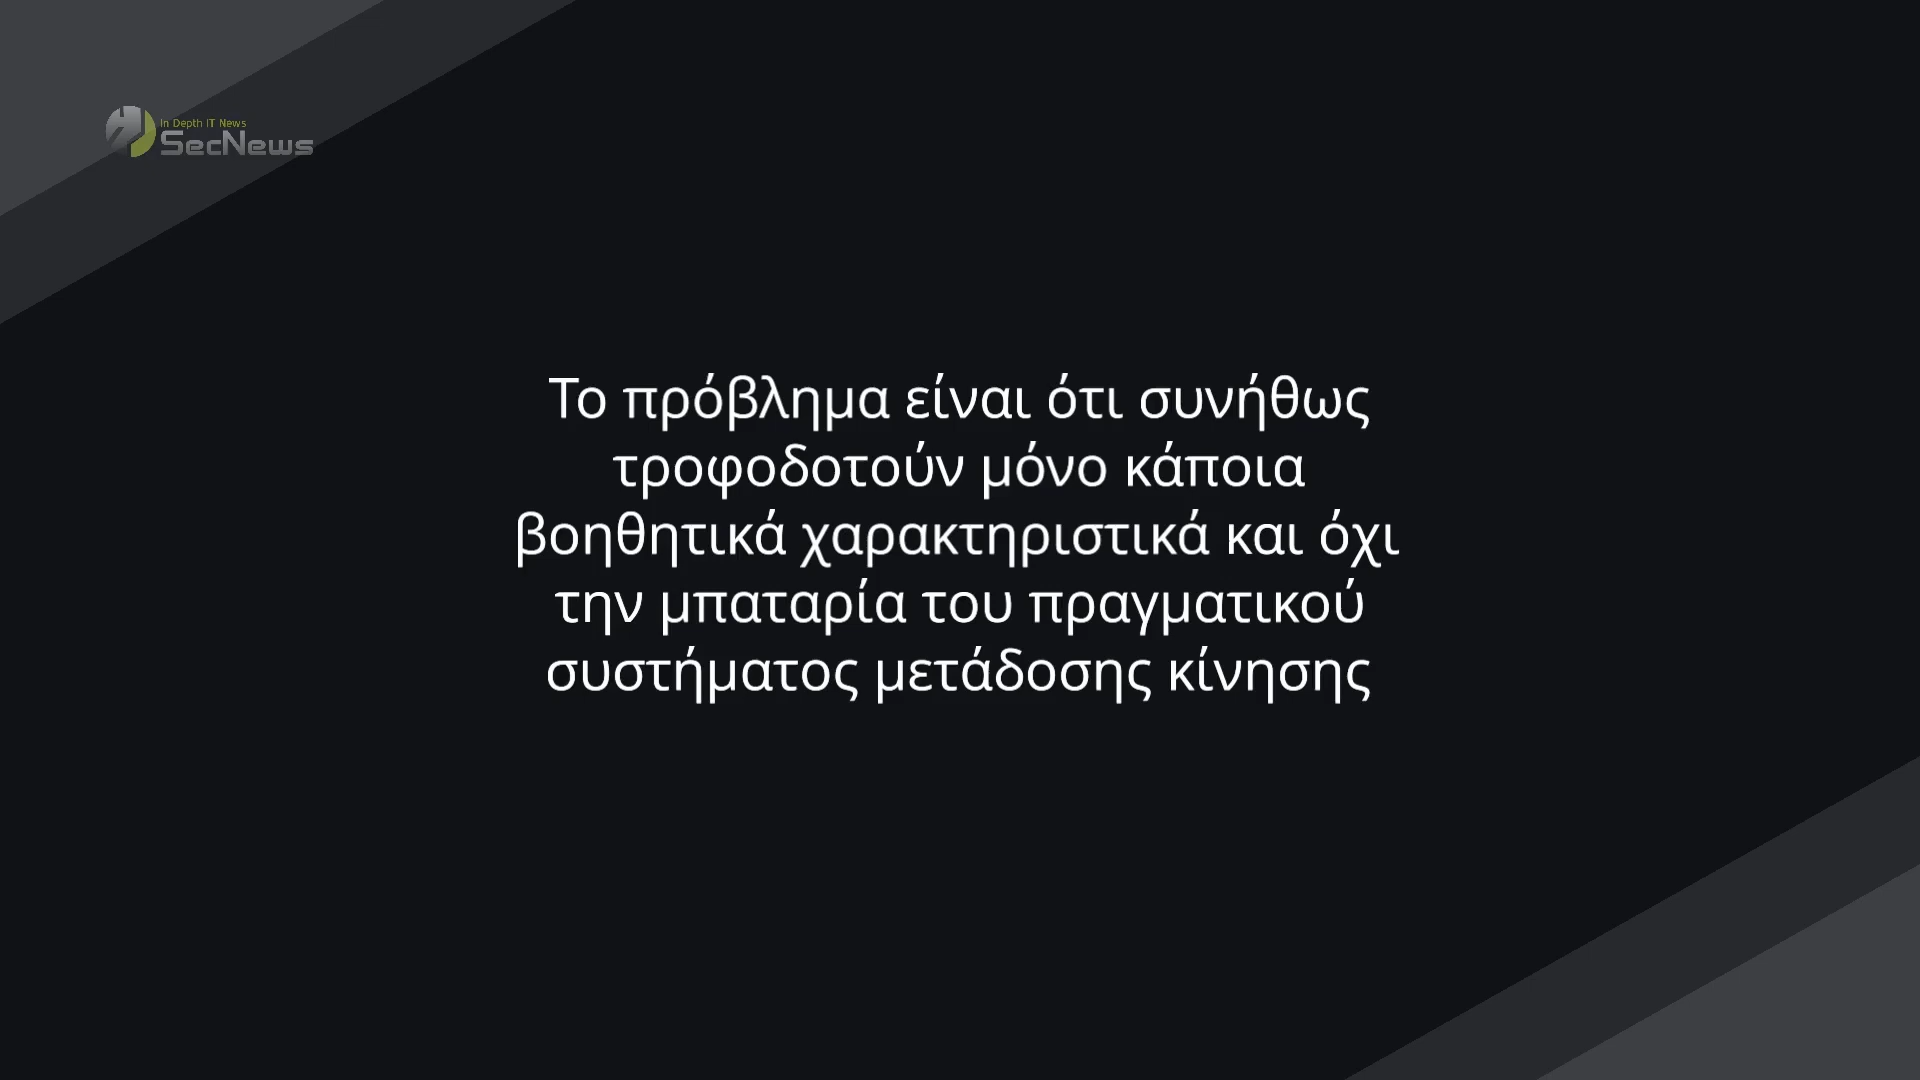 In Depth IT News
SecNews
Το πρόβλημα είναι ότι συνήθως
τροφοδοτούν μόνο κάποια
βοηθητικά χαρακτηριστικά και όχι
την μπαταρία του πραγματικού
συστήματος μετάδοσης κίνησης